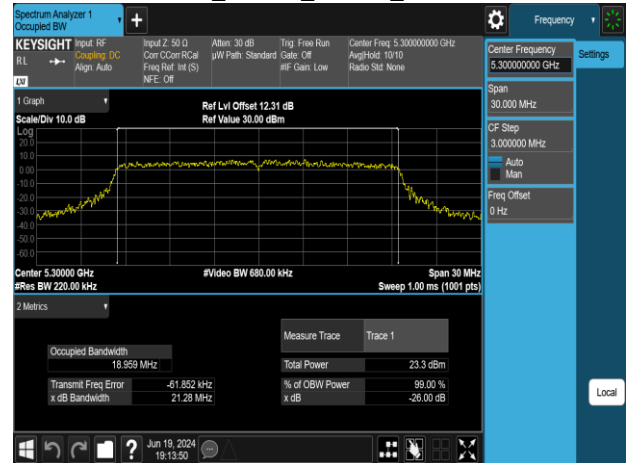 Spectrum Analyzer 1
Occupied BW
Frequency
KEYSIGHT
RL
LXI
Input: RF
Coupling: DC
Align: Auto
Input Z: 50 Ω
Corr CCorr RCal
Freq Ref: Int (S)
NFE: Off
Atten: 30 dB
µW Path: Standard
Trig: Free Run
Gate: Off
#IF Gain: Low
Center Freq: 5.300000000 GHz
Avg|Hold: 10/10
Radio Std: None
Center Frequency
5.300000000 GHz
Settings
Span
30.000 MHz
CF Step
3.000000 MHz
Auto
Man
Freq Offset
0 Hz
Local
1 Graph
Scale/Div 10.0 dB
Ref Lvl Offset 12.31 dB
Ref Value 30.00 dBm
Log
20.0
10.0
0.00
-10.0
-20.0
-30.0
-40.0
-50.0
-60.0
Center 5.30000 GHz
#Res BW 220.00 kHz
#Video BW 680.00 kHz
Span 30 MHz
Sweep 1.00 ms (1001 pts)
2 Metrics
Measure Trace Trace 1
Occupied Bandwidth
18.959 MHz
Total Power 23.3 dBm
Transmit Freq Error -61.852 kHz
% of OBW Power 99.00 %
x dB Bandwidth 21.28 MHz
x dB -26.00 dB
?
Jun 19, 2024
19:13:50